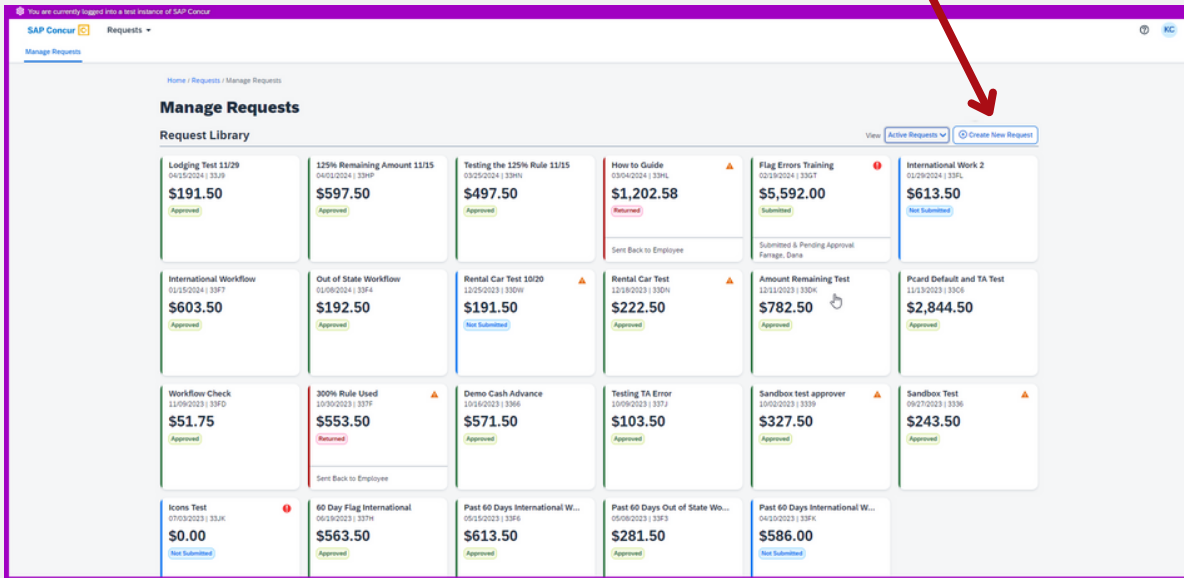 You are currently logged into a test instance of SAP Concur
SAP Concur Requests KC
Manage Requests
Home / Requests / Manage Requests
Manage Requests
Request Library View Active Requests Create New Request
Lodging Test 11/29
04/15/2024 | 33J9
$191.50
Approved
125% Remaining Amount 11/15
04/01/2024 | 33HP
$597.50
Approved
Testing the 125% Rule 11/15
03/25/2024 | 33HN
$497.50
Approved
How to Guide
03/04/2024 | 33HL
$1,202.58
Returned
Sent Back to Employee
Flag Errors Training
02/19/2024 | 33GT
$5,592.00
Submitted
Submitted & Pending Approval
Farrage, Dana
International Work 2
01/29/2024 | 33FL
$613.50
Not Submitted
International Workflow
01/15/2024 | 33F7
$603.50
Approved
Out of State Workflow
01/08/2024 | 33F4
$192.50
Approved
Rental Car Test 10/20
12/25/2023 | 33DW
$191.50
Not Submitted
Rental Car Test
12/18/2023 | 33DN
$222.50
Approved
Amount Remaining Test
12/11/2023 | 33DK
$782.50
Approved
Pcard Default and TA Test
11/13/2023 | 33C6
$2,844.50
Approved
Workflow Check
11/09/2023 | 33FD
$51.75
Approved
300% Rule Used
10/30/2023 | 337F
$553.50
Returned
Sent Back to Employee
Demo Cash Advance
10/16/2023 | 3366
$571.50
Approved
Testing TA Error
10/09/2023 | 337J
$103.50
Approved
Sandbox test approver
10/02/2023 | 3339
$327.50
Approved
Sandbox Test
09/27/2023 | 3336
$243.50
Approved
Icons Test
07/03/2023 | 33JK
$0.00
Not Submitted
60 Day Flag International
06/19/2023 | 337H
$563.50
Approved
Past 60 Days International W...
05/15/2023 | 33F6
$613.50
Approved
Past 60 Days Out of State Wo...
05/08/2023 | 33F3
$281.50
Approved
Past 60 Days International W...
04/10/2023 | 33FK
$586.00
Not Submitted